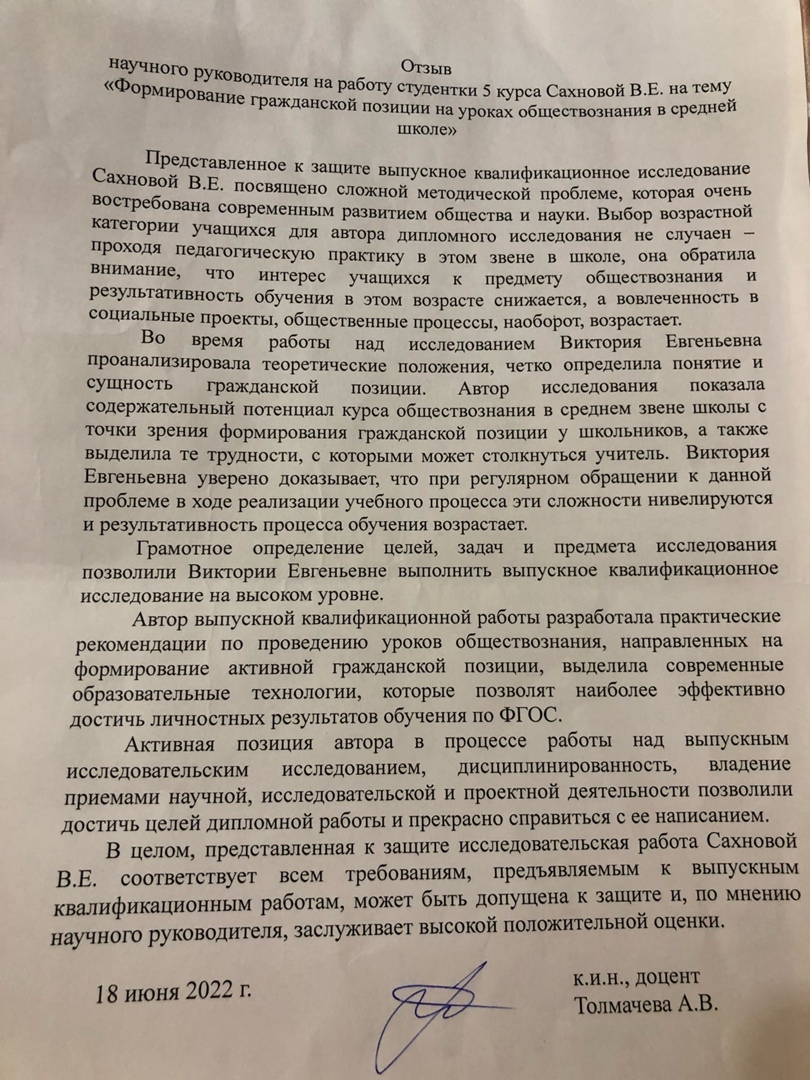 Отзыв
научного руководителя на работу студентки 5 курса Сахновой В.Е. на тему
«Формирование гражданской позиции на уроках обществознания в средней
школе»
Представленное к защите выпускное квалификационное исследование
Сахновой В.Е. посвящено сложной методической проблеме, которая очень
востребована современным развитием общества и науки. Выбор возрастной
категории учащихся для автора дипломного исследования не случаен –
проходя педагогическую практику в этом звене в школе, она обратила
внимание, что интерес учащихся к предмету обществознания и
результативность обучения в этом возрасте снижается, а вовлеченность в
социальные проекты, общественные процессы, наоборот, возрастает.
Во время работы над исследованием Виктория Евгеньевна
проанализировала теоретические положения, четко определила понятие и
сущность гражданской позиции. Автор исследования показала
содержательный потенциал курса обществознания в среднем звене школы с
точки зрения формирования гражданской позиции у школьников, а также
выделила те трудности, с которыми может столкнуться учитель. Виктория
Евгеньевна уверено доказывает, что при регулярном обращении к данной
проблеме в ходе реализации учебного процесса эти сложности нивелируются
и результативность процесса обучения возрастает.
Грамотное определение целей, задач и предмета исследования
позволили Виктории Евгеньевне выполнить выпускное квалификационное
исследование на высоком уровне.
Автор выпускной квалификационной работы разработала практические
рекомендации по проведению уроков обществознания, направленных на
формирование активной гражданской позиции, выделила современные
образовательные технологии, которые позволят наиболее эффективно
достичь личностных результатов обучения по ФГОС.
Активная позиция автора в процессе работы над выпускным
исследовательским исследованием, дисциплинированность, владение
приемами научной, исследовательской и проектной деятельности позволили
достичь целей дипломной работы и прекрасно справиться с ее написанием.
В целом, представленная к защите исследовательская работа Сахновой
В.Е. соответствует всем требованиям, предъявляемым к выпускным
квалификационным работам, может быть допущена к защите и, по мнению
научного руководителя, заслуживает высокой положительной оценки.
18 июня 2022 г.
к.и.н., доцент
Толмачева А.В.